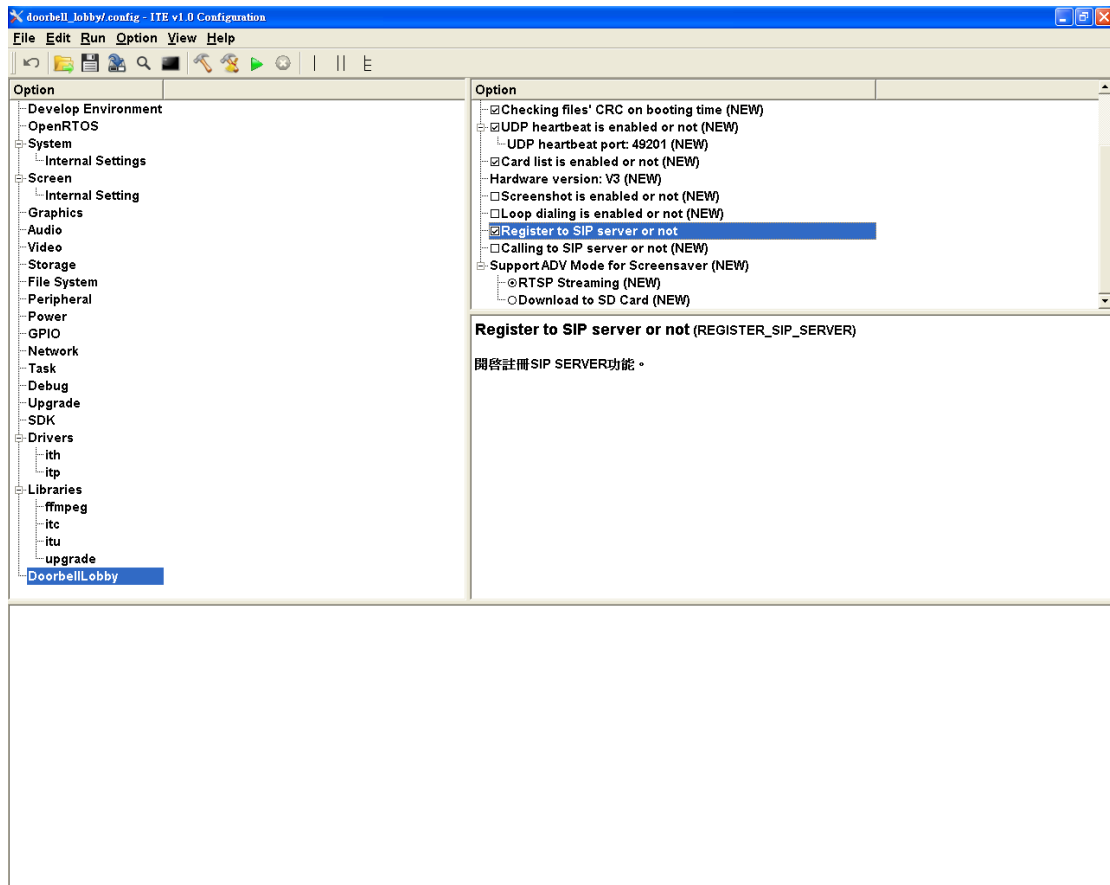 doorbell_lobby/.config - ITE v1.0 Configuration
File Edit Run Option View Help
Option
Develop Environment
OpenRTOS
System
Internal Settings
Screen
Internal Setting
Graphics
Audio
Video
Storage
File System
Peripheral
Power
GPIO
Network
Task
Debug
Upgrade
SDK
Drivers
ith
itp
Libraries
ffmpeg
itc
itu
upgrade
DoorbellLobby
Option
Checking files' CRC on booting time (NEW)
UDP heartbeat is enabled or not (NEW)
UDP heartbeat port: 49201 (NEW)
Card list is enabled or not (NEW)
Hardware version: V3 (NEW)
Screenshot is enabled or not (NEW)
Loop dialing is enabled or not (NEW)
Register to SIP server or not
Calling to SIP server or not (NEW)
Support ADV Mode for Screensaver (NEW)
RTSP Streaming (NEW)
Download to SD Card (NEW)
Register to SIP server or not (REGISTER_SIP_SERVER)
開啓註冊SIP SERVER功能。